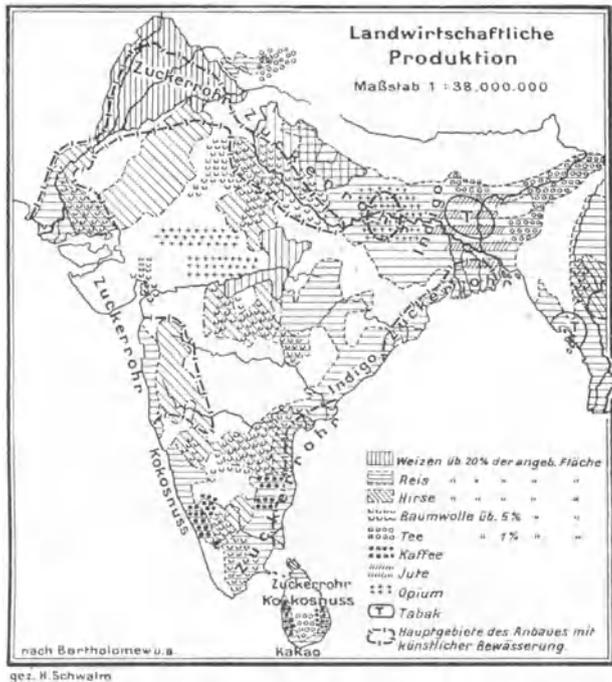 Landwirtschaftliche
Produktion
Maßstab 1 : 38.000.000
Zuckerrohr
Zucker
Indigo
T
Zuckerrohr
Indigo
Zucker
T
Kokosnuss
Zuckerrohr
Zuckerrohr
Kokosnuss
Kakao
Weizen üb. 20% der angeb. Fläche
Reis " " " " "
Hirse " " " " "
Baumwolle üb. 5% " "
Tee " 1% " "
Kaffee
Jute
Opium
T Tabak
Hauptgebiete des Anbaues mit
künstlicher Bewässerung.
nach Bartholomew u.a.
gez. H. Schwalm